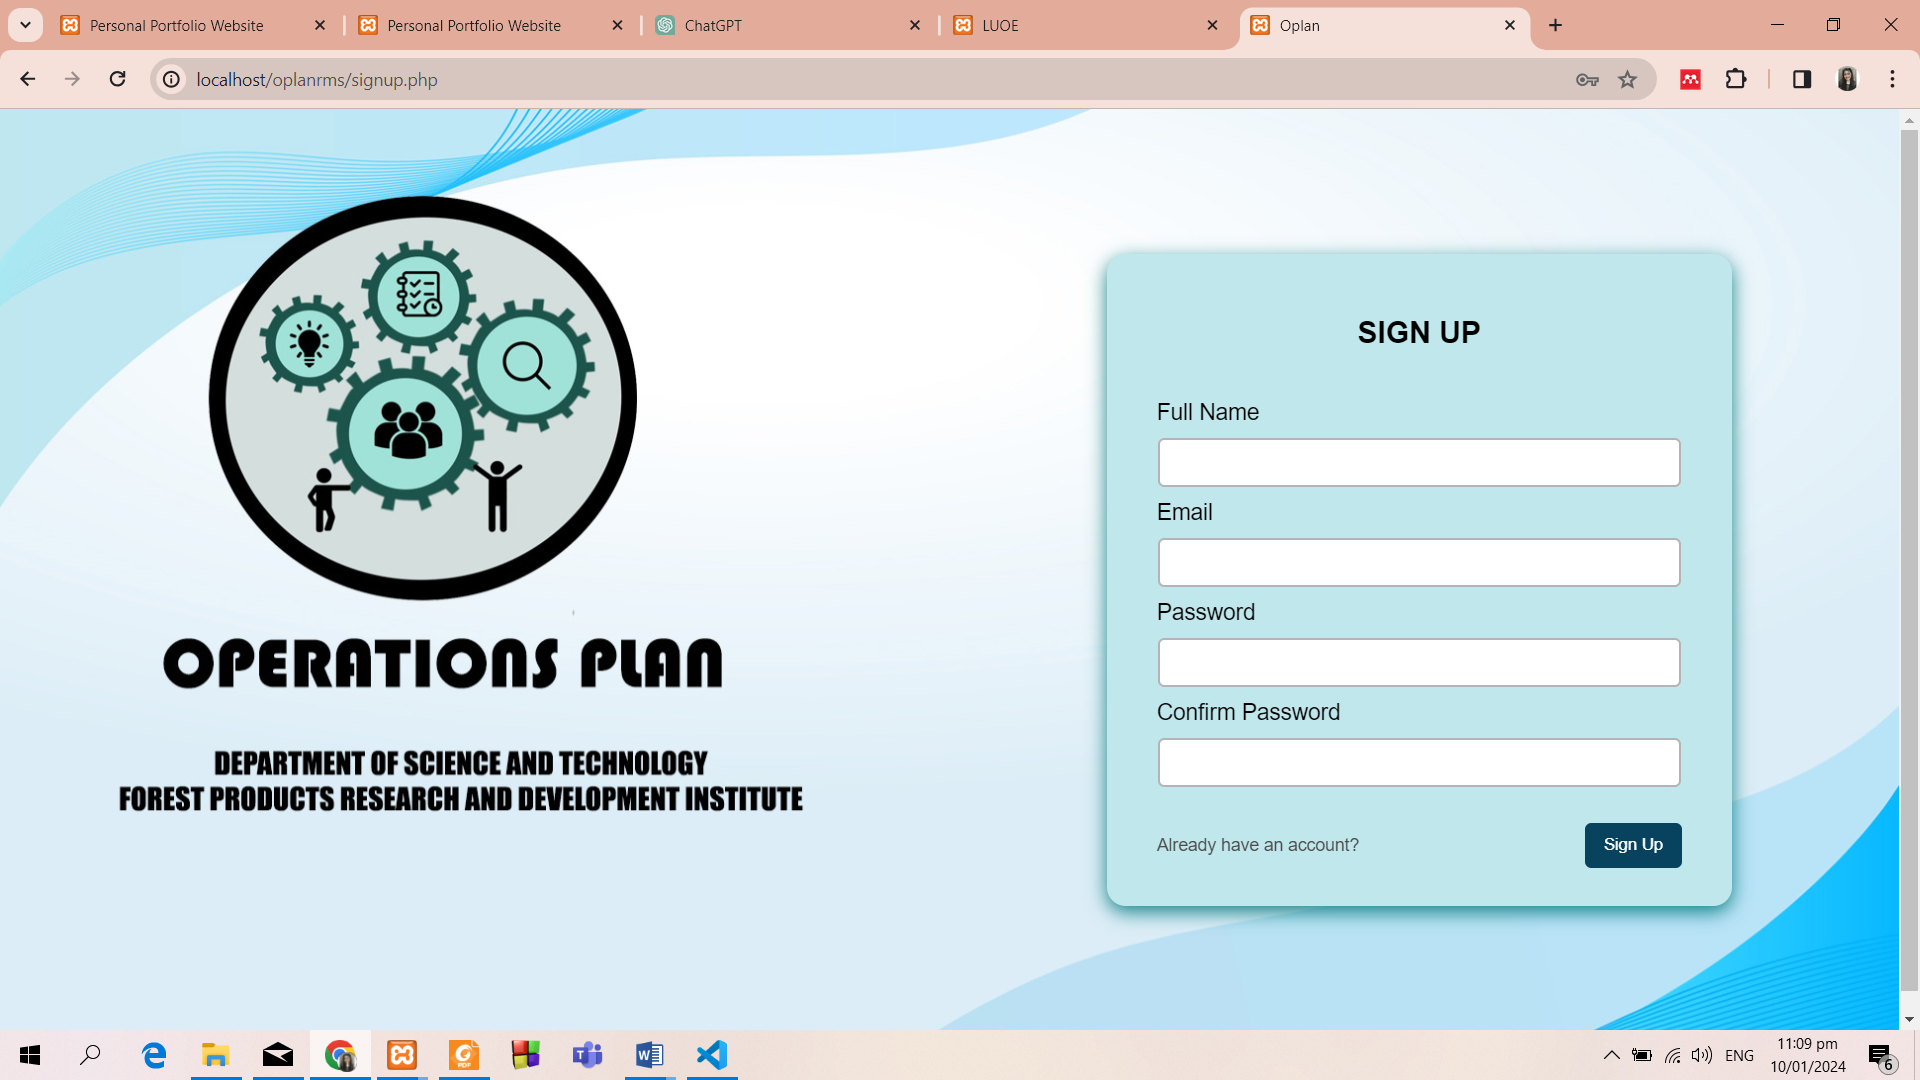 Personal Portfolio Website
Personal Portfolio Website
ChatGPT
LUOE
Oplan
localhost/oplanrms/signup.php
OPERATIONS PLAN
DEPARTMENT OF SCIENCE AND TECHNOLOGY
FOREST PRODUCTS RESEARCH AND DEVELOPMENT INSTITUTE
SIGN UP
Full Name
Email
Password
Confirm Password
Already have an account?
Sign Up
PDF
ENG
11:09 pm
10/01/2024
6